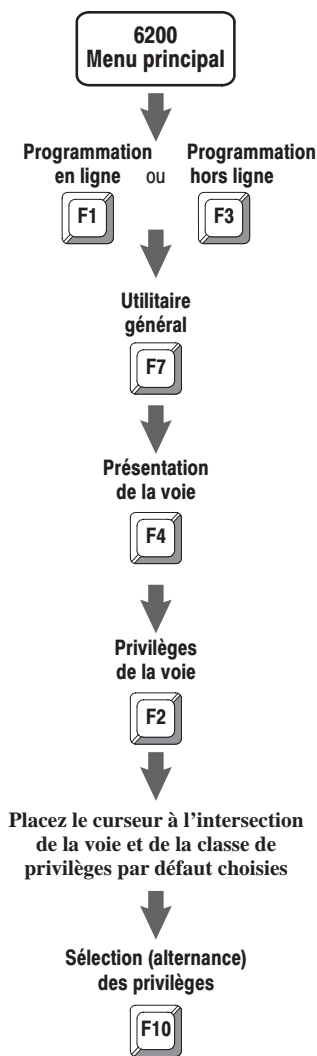 6200
Menu principal
Programmation en ligne
ou
Programmation hors ligne
F1
F3
Utilitaire
général
F7
Présentation
de la voie
F4
Privilèges
de la voie
F2
Placez le curseur à l'intersection
de la voie et de la classe de
privilèges par défaut choisies
Sélection (alternance)
des privilèges
F10